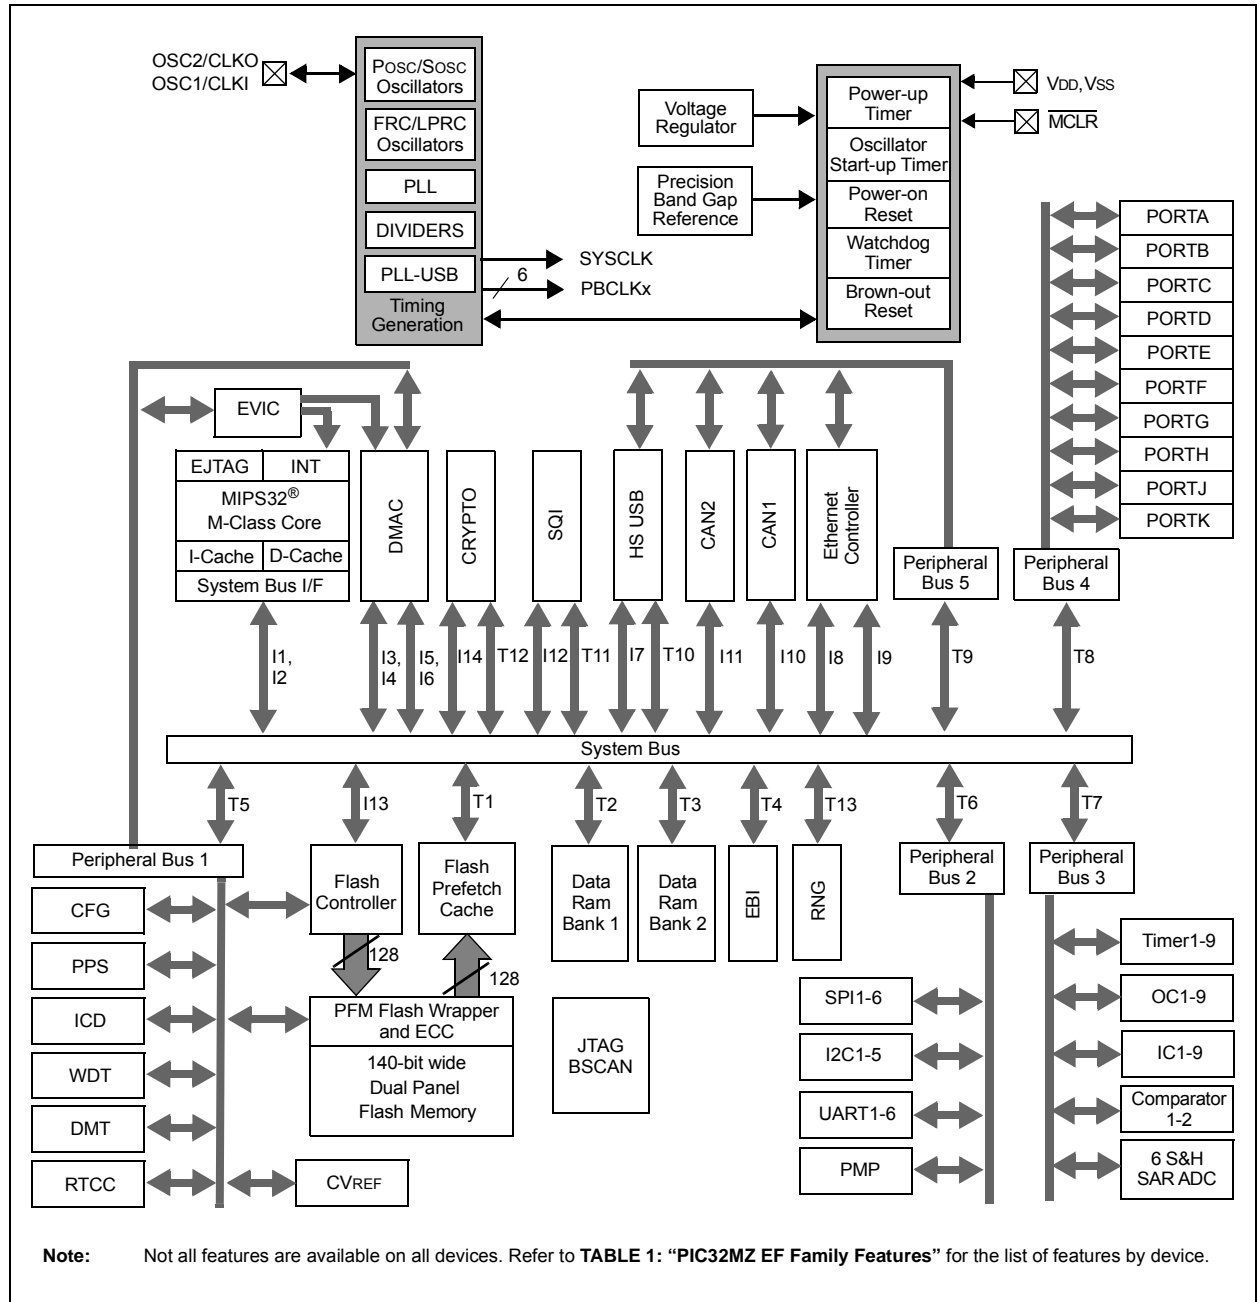 OSC2/CLKO
OSC1/CLKI
POSC/SOSC
Oscillators
FRC/LPRC
Oscillators
PLL
DIVIDERS
PLL-USB
Timing
Generation
6
SYSCLK
PBCLKx
Voltage
Regulator
Precision
Band Gap
Reference
Power-up
Timer
Oscillator
Start-up Timer
Power-on
Reset
Watchdog
Timer
Brown-out
Reset
VDD, VSS
MCLR
PORTA
PORTB
PORTC
PORTD
PORTE
PORTF
PORTG
PORTH
PORTJ
PORTK
EVIC
EJTAG
INT
MIPS32®
M-Class Core
I-Cache
D-Cache
System Bus I/F
DMAC
CRYPTO
SQI
HS USB
CAN2
CAN1
Ethernet
Controller
Peripheral
Bus 5
Peripheral
Bus 4
I1,
I2
I3,
I4
I5,
I6
I14
T12
I12
T11
I7
T10
I11
I10
I8
I9
T9
T8
System Bus
T5
I13
T1
T2
T3
T4
T13
T6
T7
Peripheral Bus 1
Flash
Controller
Flash
Prefetch
Cache
Data
Ram
Bank 1
Data
Ram
Bank 2
EBI
RNG
Peripheral
Bus 2
Peripheral
Bus 3
CFG
PPS
ICD
WDT
DMT
RTCC
128
128
PFM Flash Wrapper
and ECC
140-bit wide
Dual Panel
Flash Memory
CVREF
JTAG
BSCAN
SPI1-6
I2C1-5
UART1-6
PMP
Timer1-9
OC1-9
IC1-9
Comparator
1-2
6 S&H
SAR ADC
Note: Not all features are available on all devices. Refer to TABLE 1: “PIC32MZ EF Family Features” for the list of features by device.